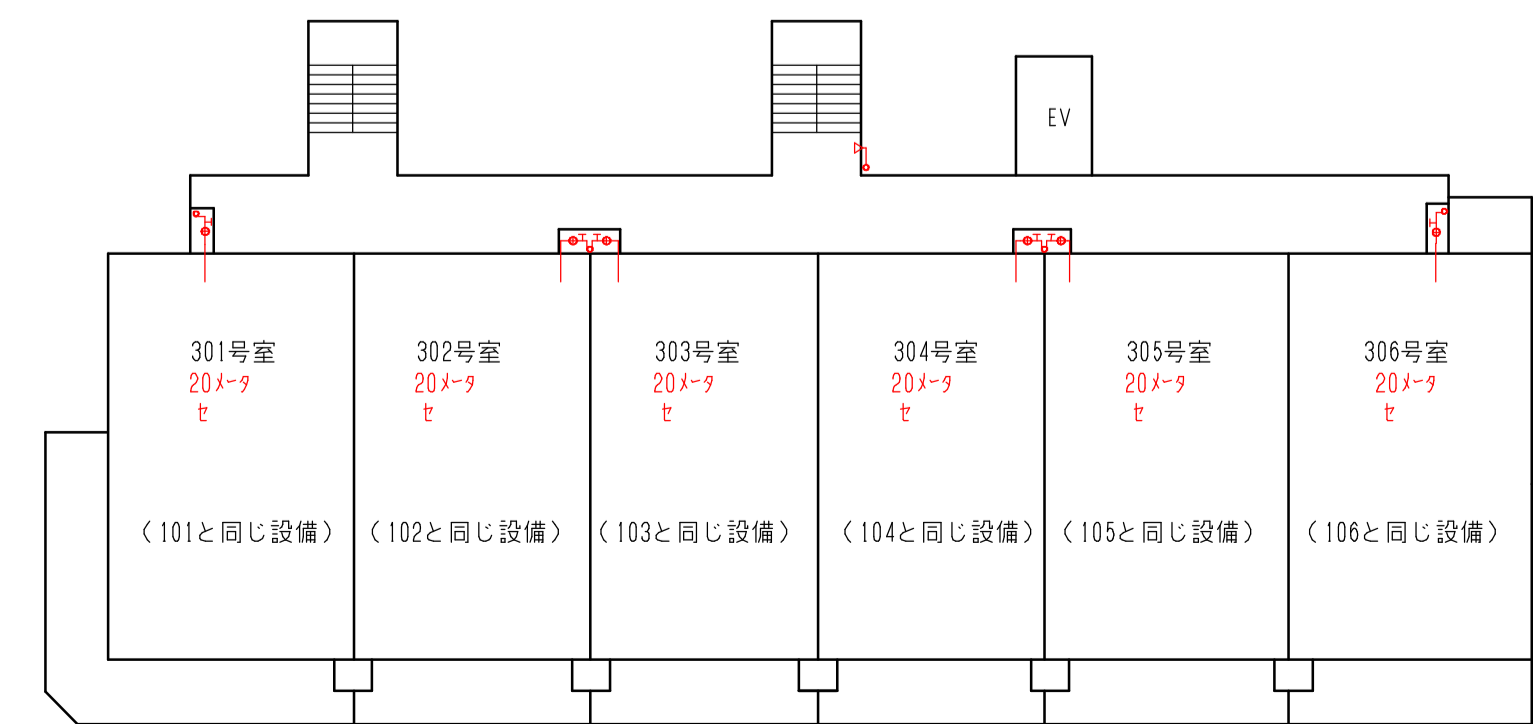 EV
301号室
20メータ
セ
（101と同じ設備）
302号室
20メータ
セ
（102と同じ設備）
303号室
20メータ
セ
（103と同じ設備）
304号室
20メータ
セ
（104と同じ設備）
305号室
20メータ
セ
（105と同じ設備）
306号室
20メータ
セ
（106と同じ設備）